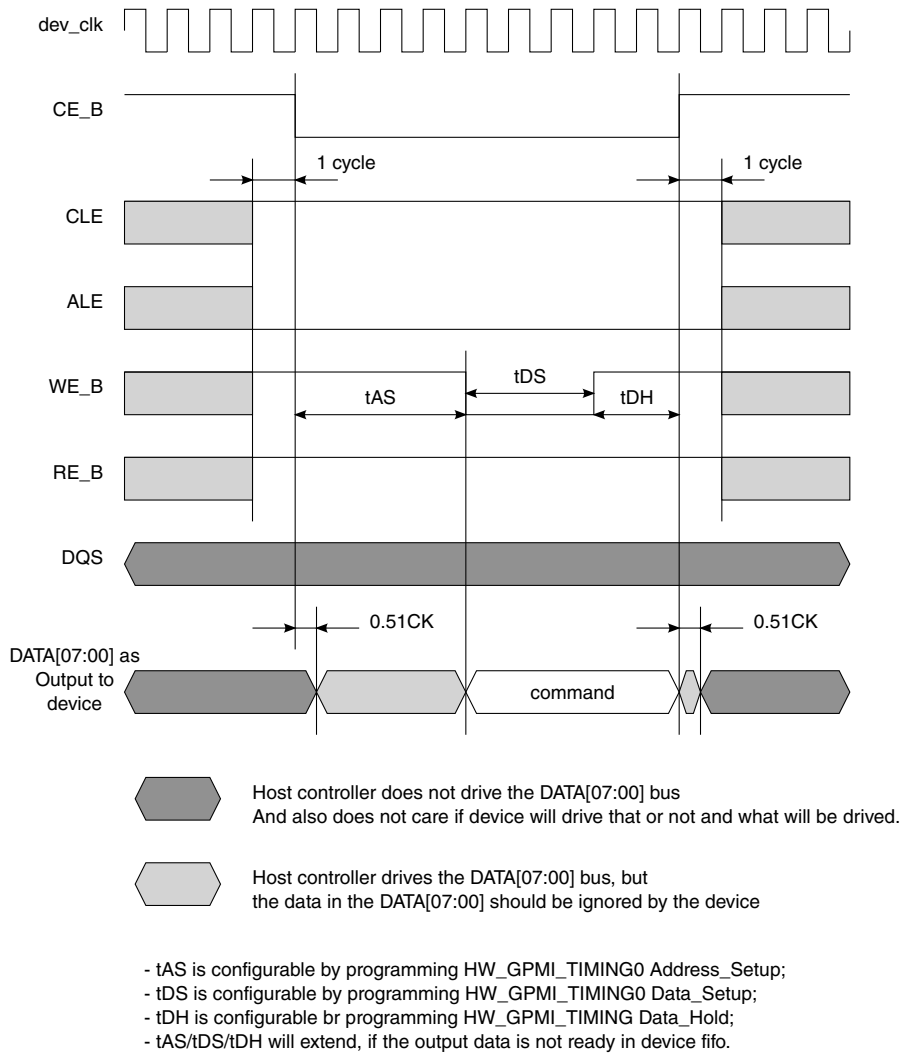 dev_clk
CE_B
1 cycle
1 cycle
CLE
ALE
WE_B
tAS
tDS
tDH
RE_B
DQS
0.51CK
0.51CK
DATA[07:00] as
Output to
device
command
Host controller does not drive the DATA[07:00] bus
And also does not care if device will drive that or not and what will be drived.
Host controller drives the DATA[07:00] bus, but
the data in the DATA[07:00] should be ignored by the device
- tAS is configurable by programming HW_GPMI_TIMING0 Address_Setup;
- tDS is configurable by programming HW_GPMI_TIMING0 Data_Setup;
- tDH is configurable br programming HW_GPMI_TIMING Data_Hold;
- tAS/tDS/tDH will extend, if the output data is not ready in device fifo.